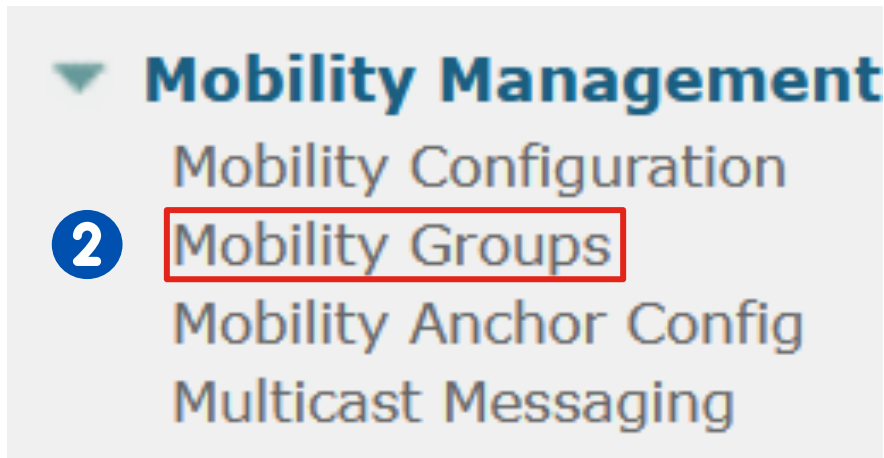 Mobility Management
Mobility Configuration
2 Mobility Groups
Mobility Anchor Config
Multicast Messaging